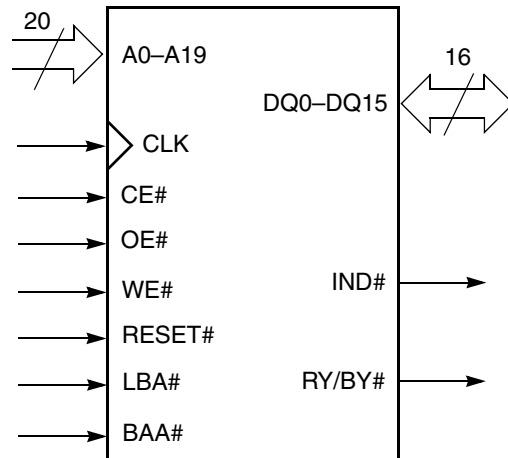 20
16
A0–A19
DQ0–DQ15
CLK
CE#
OE#
WE#
IND#
RESET#
LBA#
RY/BY#
BAA#